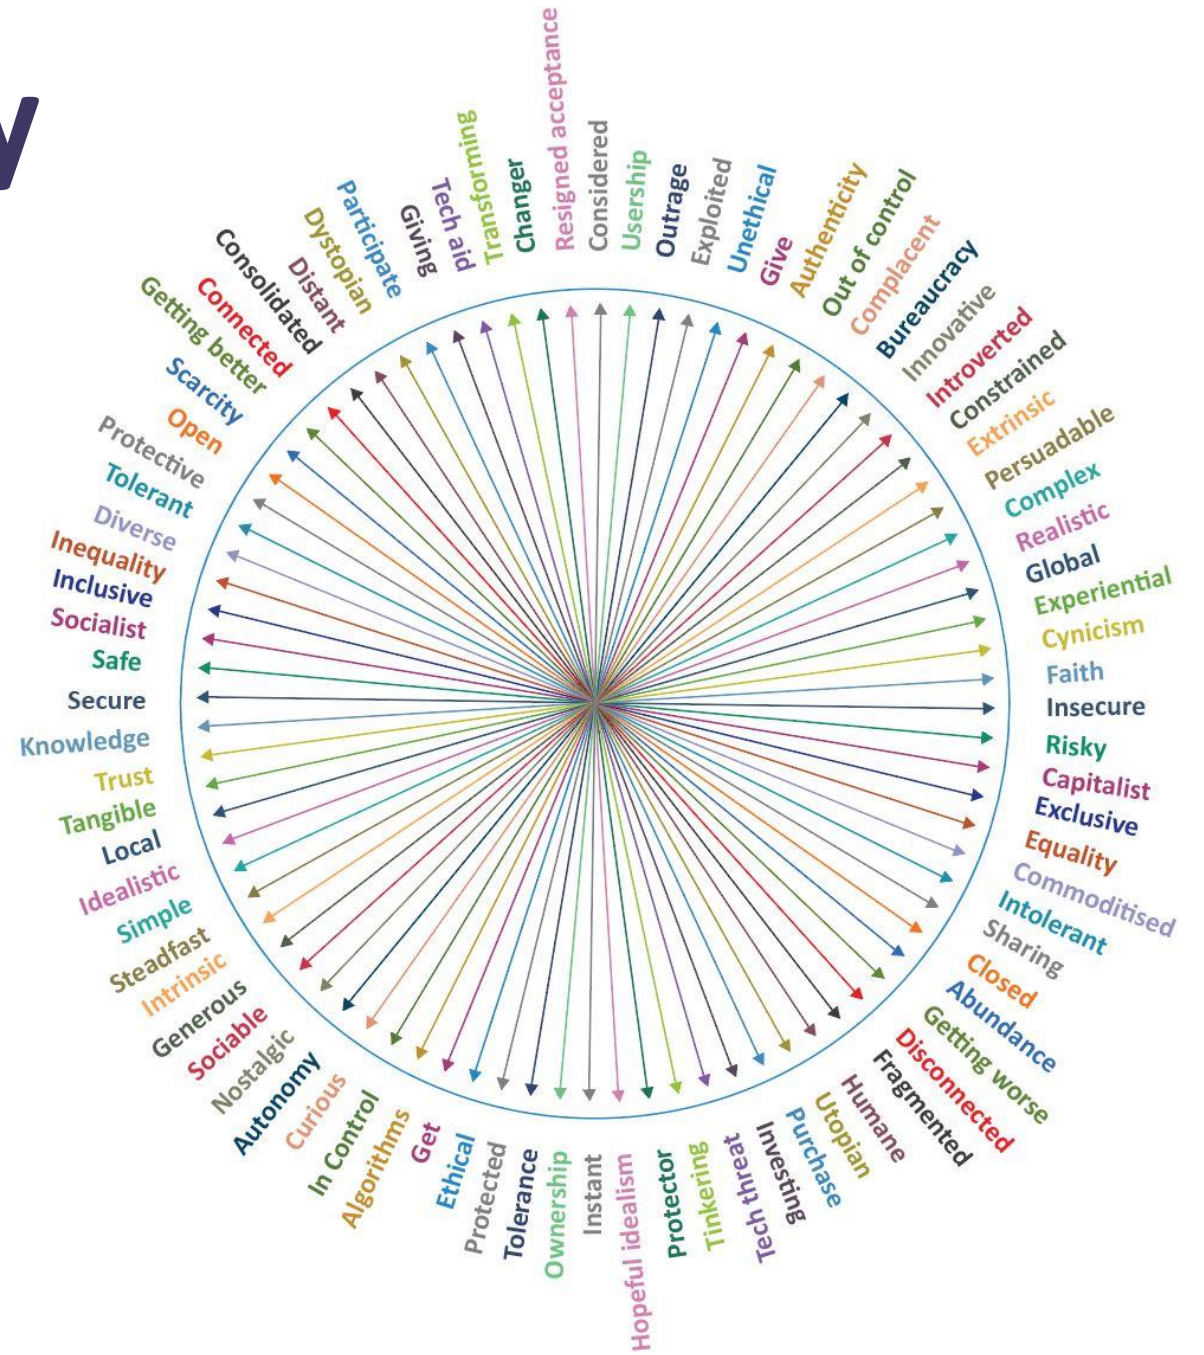 y
Resigned acceptance
Considered
Usership
Outrage
Exploited
Unethical
Give
Authenticity
Out of control
Complacent
Bureaucracy
Innovative
Introverted
Constrained
Extrinsic
Persuadable
Complex
Realistic
Global
Experiential
Cynicism
Faith
Insecure
Risky
Capitalist
Exclusive
Equality
Commoditised
Intolerant
Sharing
Closed
Abundance
Getting worse
Disconnected
Fragmented
Humane
Utopian
Purchase
Investing
Tech threat
Tinkering
Protector
Hopeful idealism
Instant
Ownership
Tolerance
Protected
Ethical
Get
Algorithms
In Control
Curious
Autonomy
Nostalgic
Sociable
Generous
Intrinsic
Steadfast
Simple
Idealistic
Local
Tangible
Trust
Knowledge
Secure
Safe
Socialist
Inclusive
Inequality
Diverse
Tolerant
Protective
Open
Scarcity
Getting better
Connected
Consolidated
Distant
Dystopian
Participate
Giving
Tech aid
Transforming
Changer